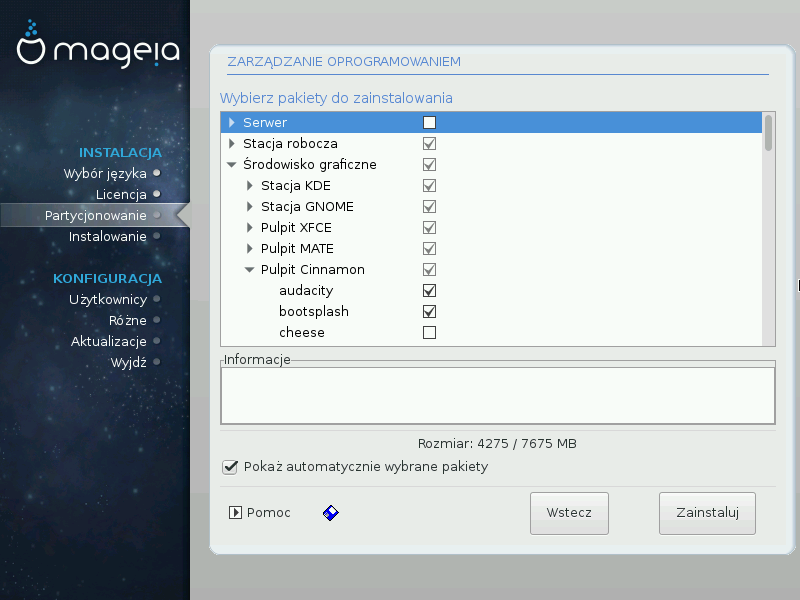 mageia
INSTALACJA
Wybór języka
Licencja
Partycjonowanie
Instalowanie
KONFIGURACJA
Użytkownicy
Różne
Aktualizacje
Wyjdź
ZARZĄDZANIE OPROGRAMOWANIEM
Wybierz pakiety do zainstalowania
Serwer
Stacja robocza
Środowisko graficzne
Stacja KDE
Stacja GNOME
Pulpit XFCE
Pulpit MATE
Pulpit Cinnamon
audacity
bootsplash
cheese
Informacje
Rozmiar: 4275 / 7675 MB
Pokaż automatycznie wybrane pakiety
Pomoc
Wstecz
Zainstaluj